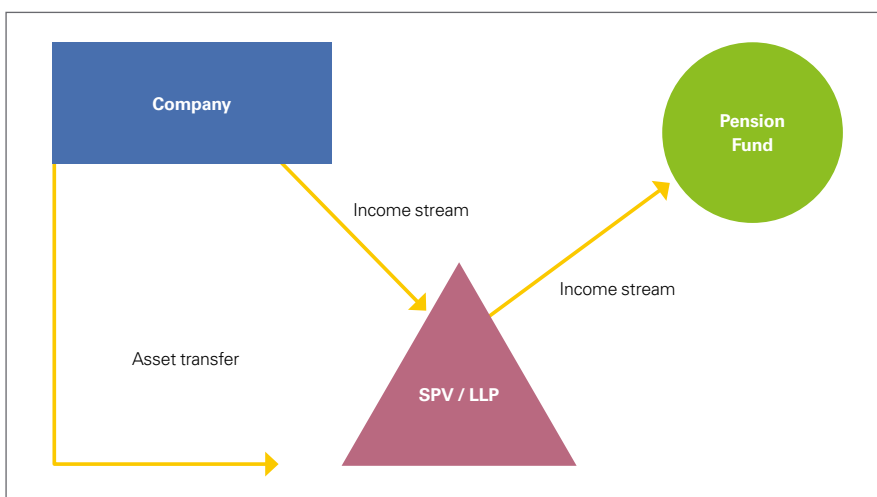 Company
Pension
Fund
Income stream
Income stream
Asset transfer
SPV / LLP